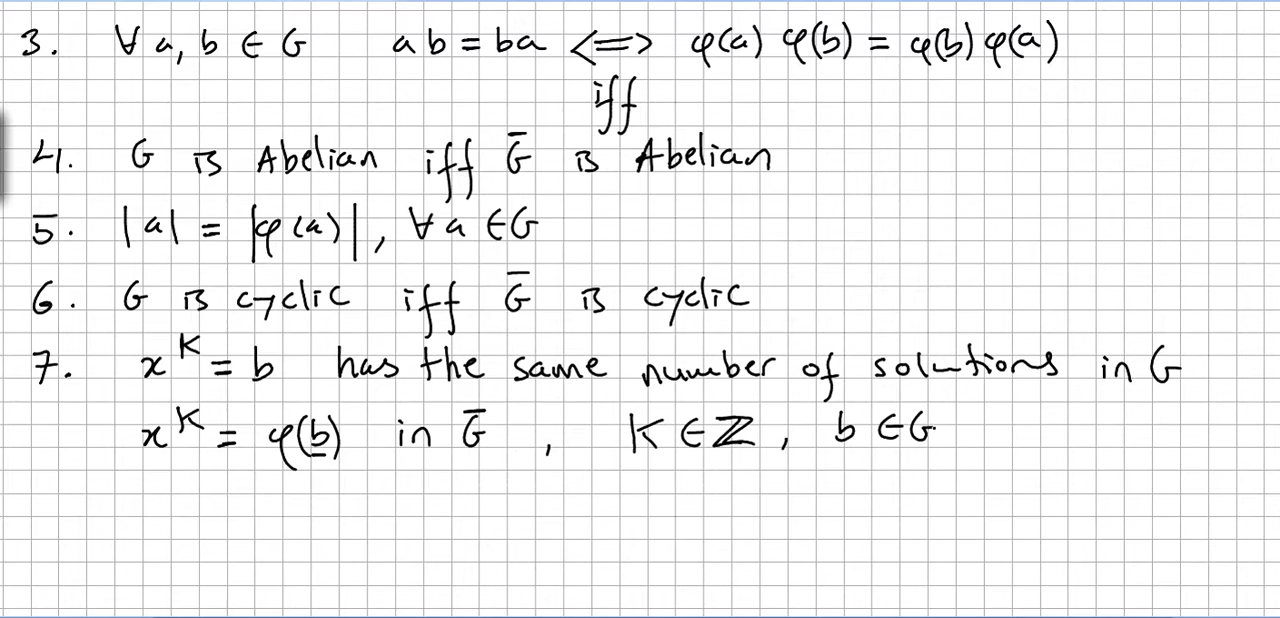 3. ∀ a, b ∈ G ab = ba <=> φ(a) φ(b) = φ(b) φ(a)
iff
4. G is Abelian iff G̅ is Abelian
5. |a| = |φ(a)|, ∀ a ∈ G
6. G is cyclic iff G̅ is cyclic
7. x^K = b has the same number of solutions in G
x^K = φ(b) in G̅ , K ∈ ℤ, b ∈ G